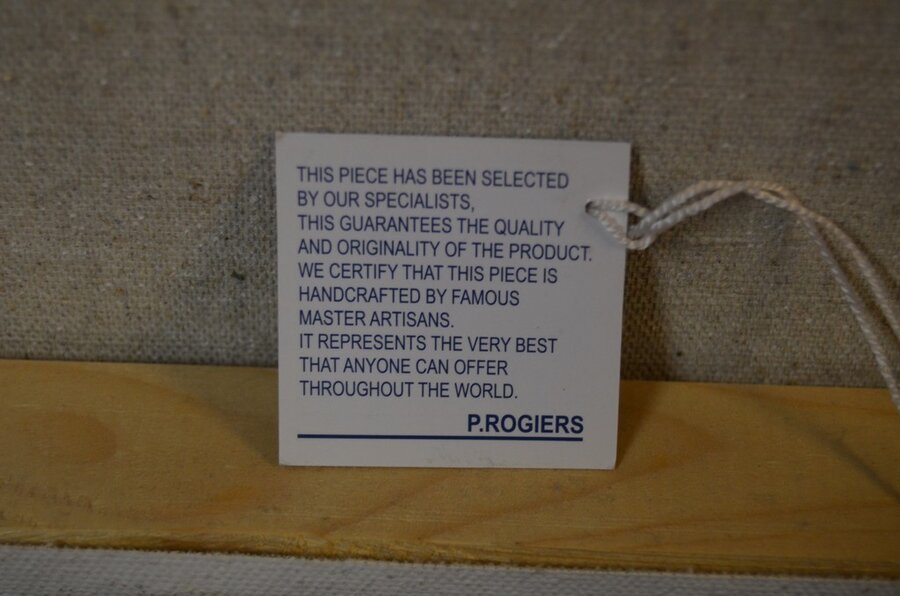 THIS PIECE HAS BEEN SELECTED
BY OUR SPECIALISTS,
THIS GUARANTEES THE QUALITY
AND ORIGINALITY OF THE PRODUCT.
WE CERTIFY THAT THIS PIECE IS
HANDCRAFTED BY FAMOUS
MASTER ARTISANS.
IT REPRESENTS THE VERY BEST
THAT ANYONE CAN OFFER
THROUGHOUT THE WORLD.
P.ROGIERS